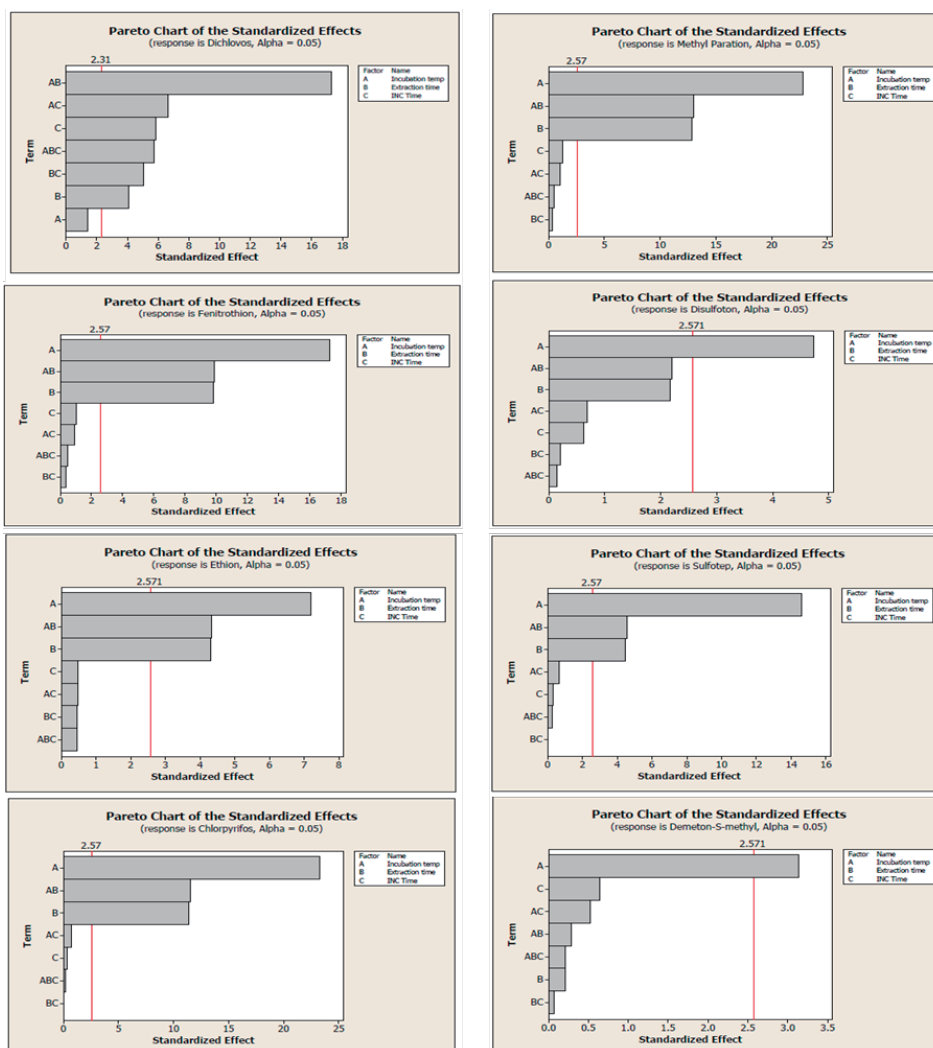 Pareto Chart of the Standardized Effects
(response is Dichlovos, Alpha = 0.05)
2.31
Factor Name
A Incubation temp
B Extraction time
C INC Time
Term
AB
AC
C
ABC
BC
B
A
0 2 4 6 8 10 12 14 16 18
Standardized Effect
Pareto Chart of the Standardized Effects
(response is Methyl Paration, Alpha = 0.05)
2.57
Factor Name
A Incubation temp
B Extraction time
C INC Time
Term
A
AB
B
C
AC
ABC
BC
0 5 10 15 20 25
Standardized Effect
Pareto Chart of the Standardized Effects
(response is Fenitrothion, Alpha = 0.05)
2.57
Factor Name
A Incubation temp
B Extraction time
C INC Time
Term
A
AB
B
C
AC
ABC
BC
0 2 4 6 8 10 12 14 16 18
Standardized Effect
Pareto Chart of the Standardized Effects
(response is Disulfoton, Alpha = 0.05)
2.571
Factor Name
A Incubation temp
B Extraction time
C INC Time
Term
A
AB
B
AC
C
BC
ABC
0 1 2 3 4 5
Standardized Effect
Pareto Chart of the Standardized Effects
(response is Ethion, Alpha = 0.05)
2.571
Factor Name
A Incubation temp
B Extraction time
C INC Time
Term
A
AB
B
C
AC
BC
ABC
0 1 2 3 4 5 6 7 8
Standardized Effect
Pareto Chart of the Standardized Effects
(response is Sulfotep, Alpha = 0.05)
2.57
Factor Name
A Incubation temp
B Extraction time
C INC Time
Term
A
AB
B
AC
C
ABC
BC
0 2 4 6 8 10 12 14 16
Standardized Effect
Pareto Chart of the Standardized Effects
(response is Chlorpyrifos, Alpha = 0.05)
2.57
Factor Name
A Incubation temp
B Extraction time
C INC Time
Term
A
AB
B
AC
C
ABC
BC
0 5 10 15 20 25
Standardized Effect
Pareto Chart of the Standardized Effects
(response is Demeton-S-methyl, Alpha = 0.05)
2.571
Factor Name
A Incubation temp
B Extraction time
C INC Time
Term
A
C
AC
AB
ABC
B
BC
0.0 0.5 1.0 1.5 2.0 2.5 3.0 3.5
Standardized Effect